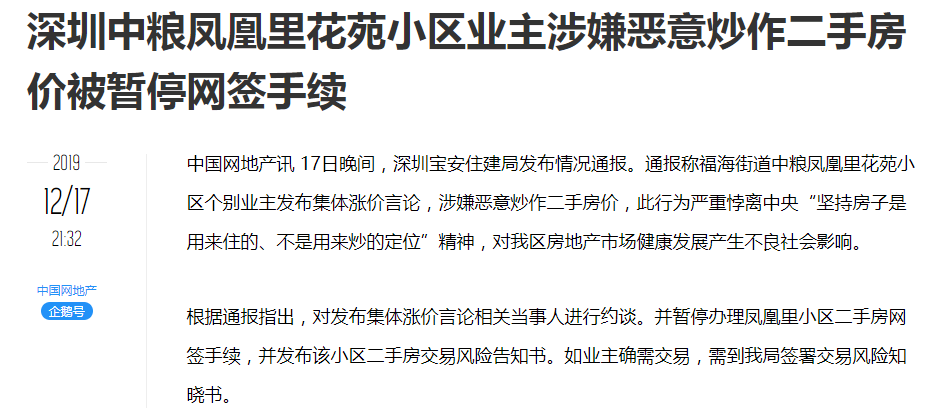 深圳中粮凤凰里花苑小区业主涉嫌恶意炒作二手房
价被暂停网签手续
2019
12/17
21:32
中国网地产
企鹅号
中国网地产讯 17日晚间，深圳宝安住建局发布情况通报。通报称福海街道中粮凤凰里花苑小
区个别业主发布集体涨价言论，涉嫌恶意炒作二手房价，此行为严重悖离中央“坚持房子是
用来住的、不是用来炒的定位”精神，对我区房地产市场健康发展产生不良社会影响。
根据通报指出，对发布集体涨价言论相关当事人进行约谈。并暂停办理凤凰里小区二手房网
签手续，并发布该小区二手房交易风险告知书。如业主确需交易，需到我局签署交易风险知
晓书。